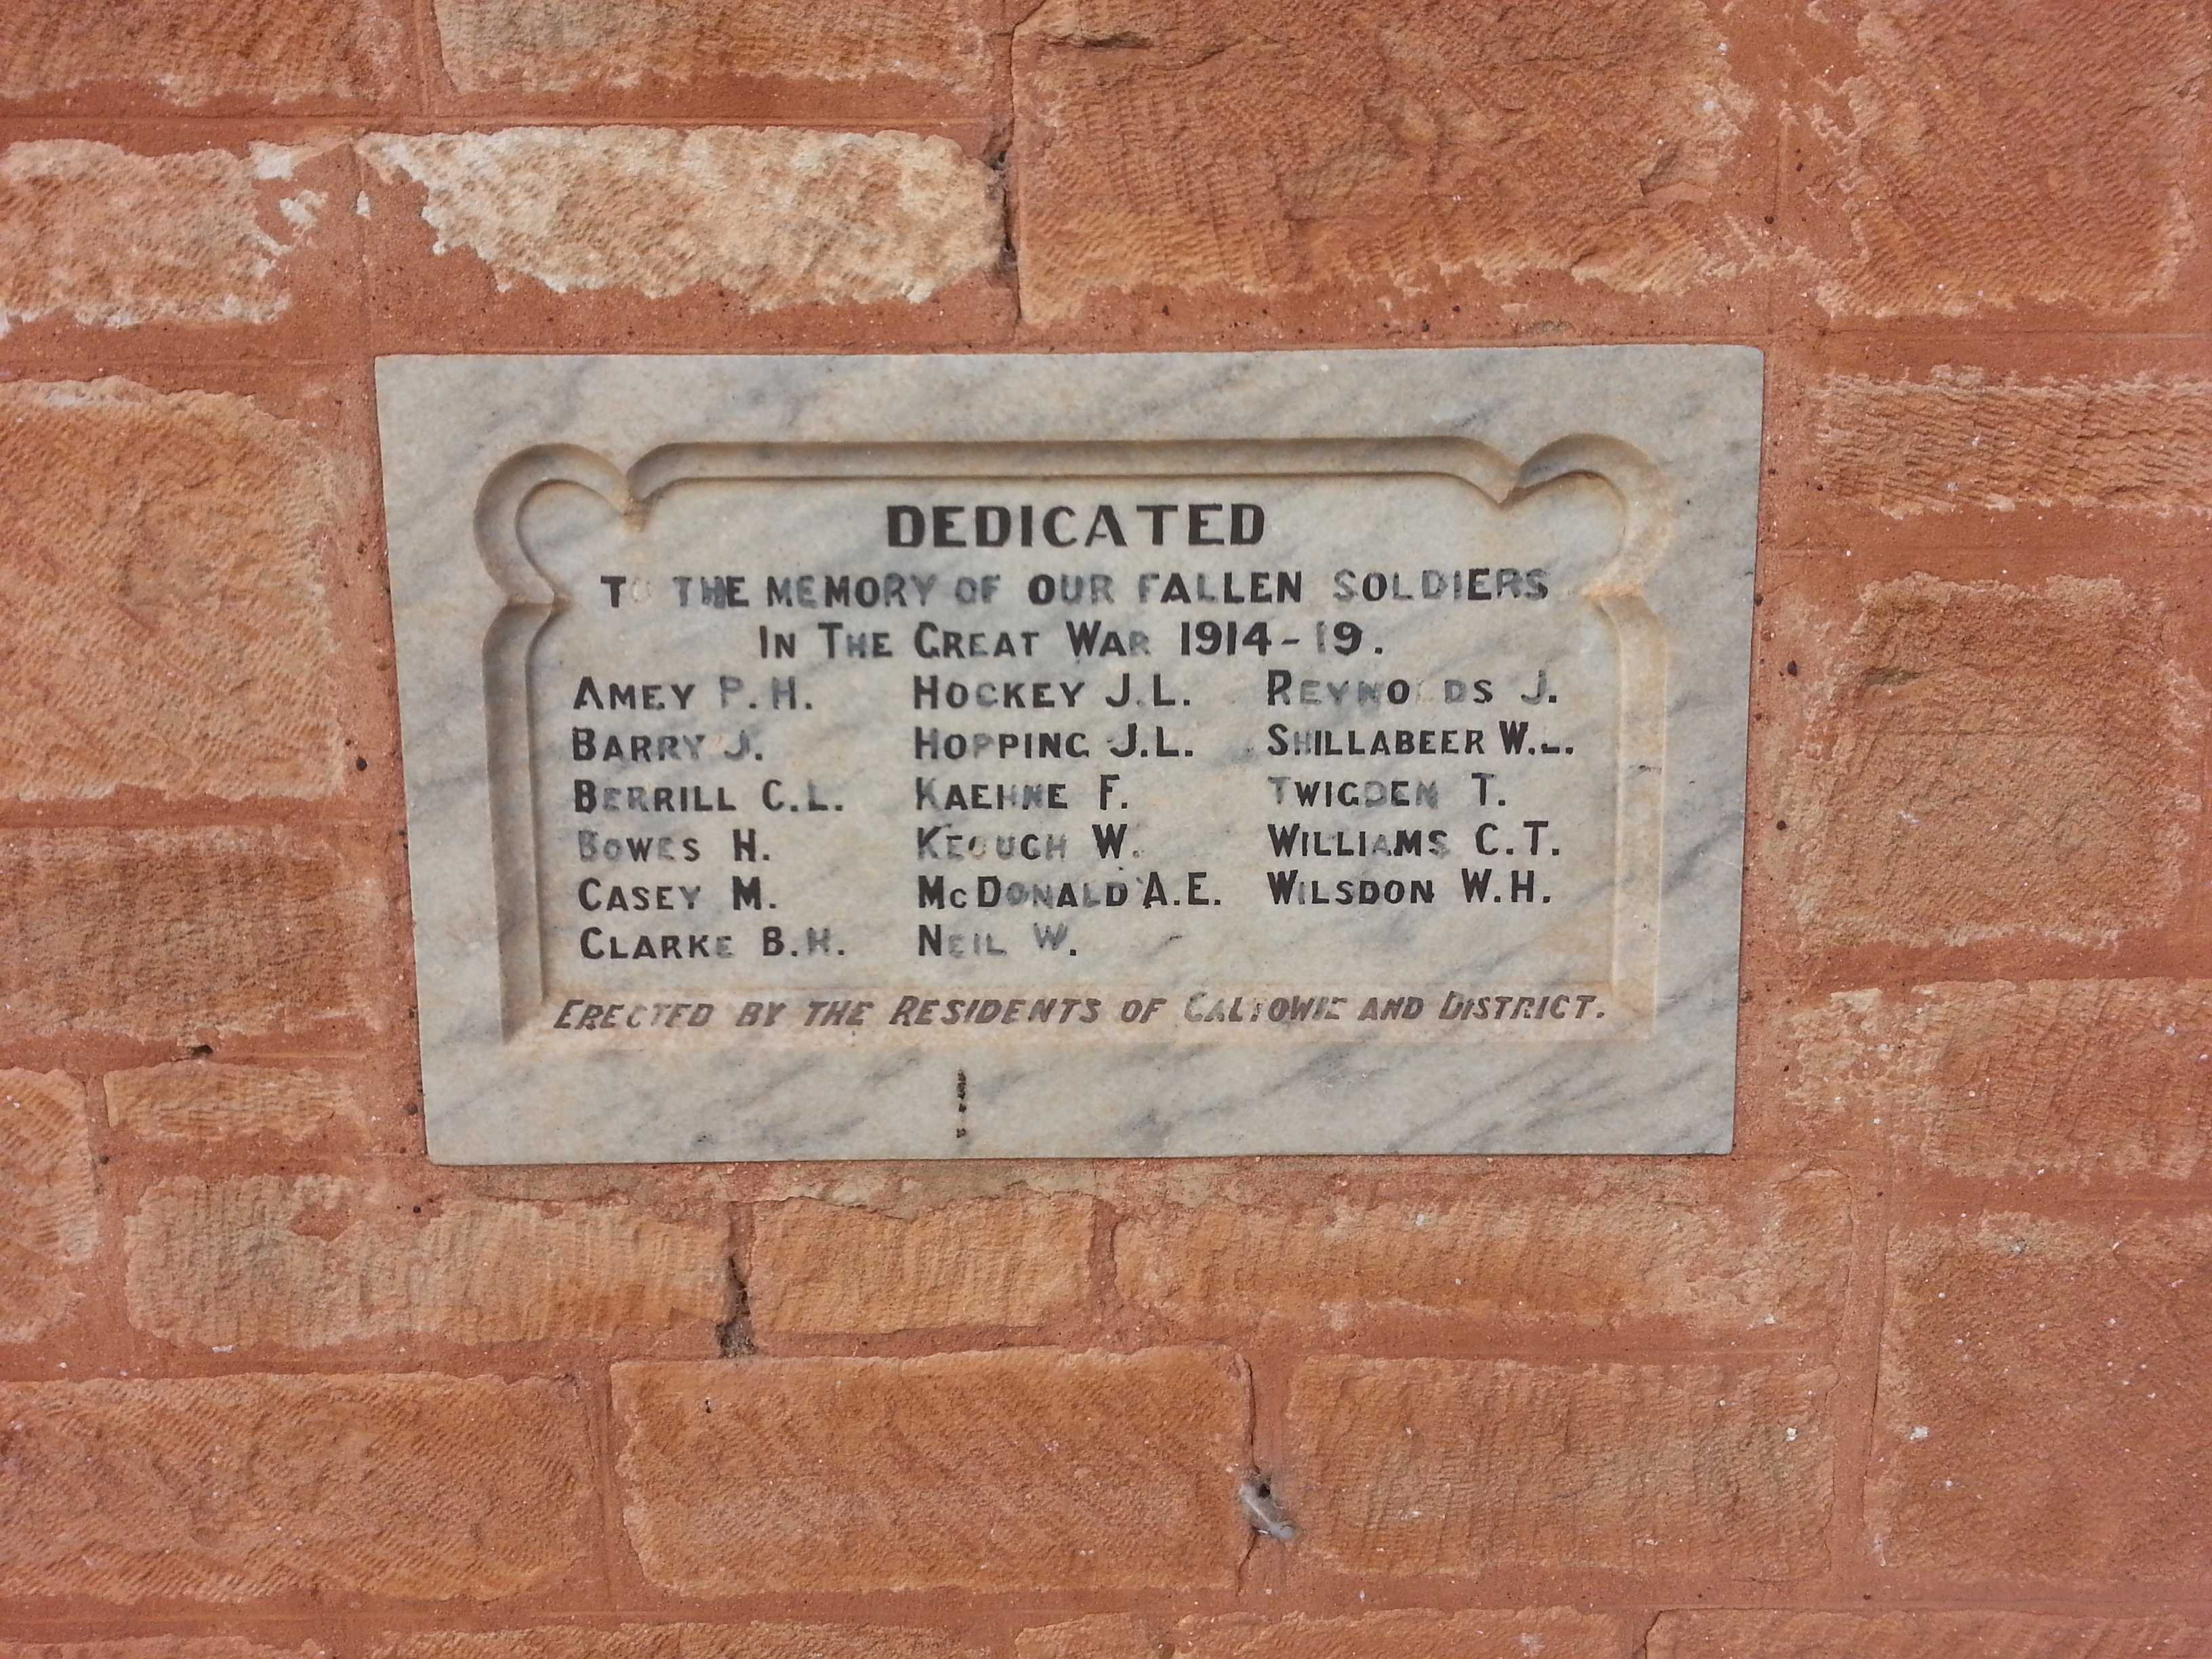 DEDICATED
TO THE MEMORY OF OUR FALLEN SOLDIERS
IN THE GREAT WAR 1914-19.
AMEY P.H. HOCKEY J.L. REYNOLDS J.
BARRY J. HOPPING J.L. SHILLABEER W.L.
BERRILL C.L. KAEHNE F. TWIGDEN T.
BOWES H. KEOUGH W. WILLIAMS C.T.
CASEY M. McDONALD A.E. WILSDON W.H.
CLARKE B.H. NEIL W.
ERECTED BY THE RESIDENTS OF CALTOWIE AND DISTRICT.